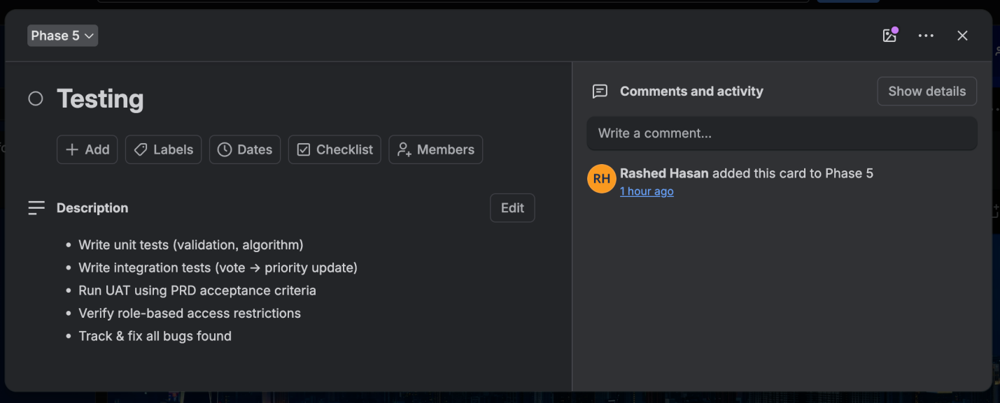 Phase 5
Testing
Add
Labels
Dates
Checklist
Members
Description
Edit
• Write unit tests (validation, algorithm)
• Write integration tests (vote → priority update)
• Run UAT using PRD acceptance criteria
• Verify role-based access restrictions
• Track & fix all bugs found
Comments and activity
Show details
Write a comment...
RH
Rashed Hasan added this card to Phase 5
1 hour ago